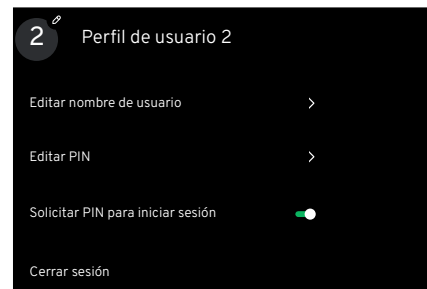 2 Perfil de usuario 2
Editar nombre de usuario
Editar PIN
Solicitar PIN para iniciar sesión
Cerrar sesión